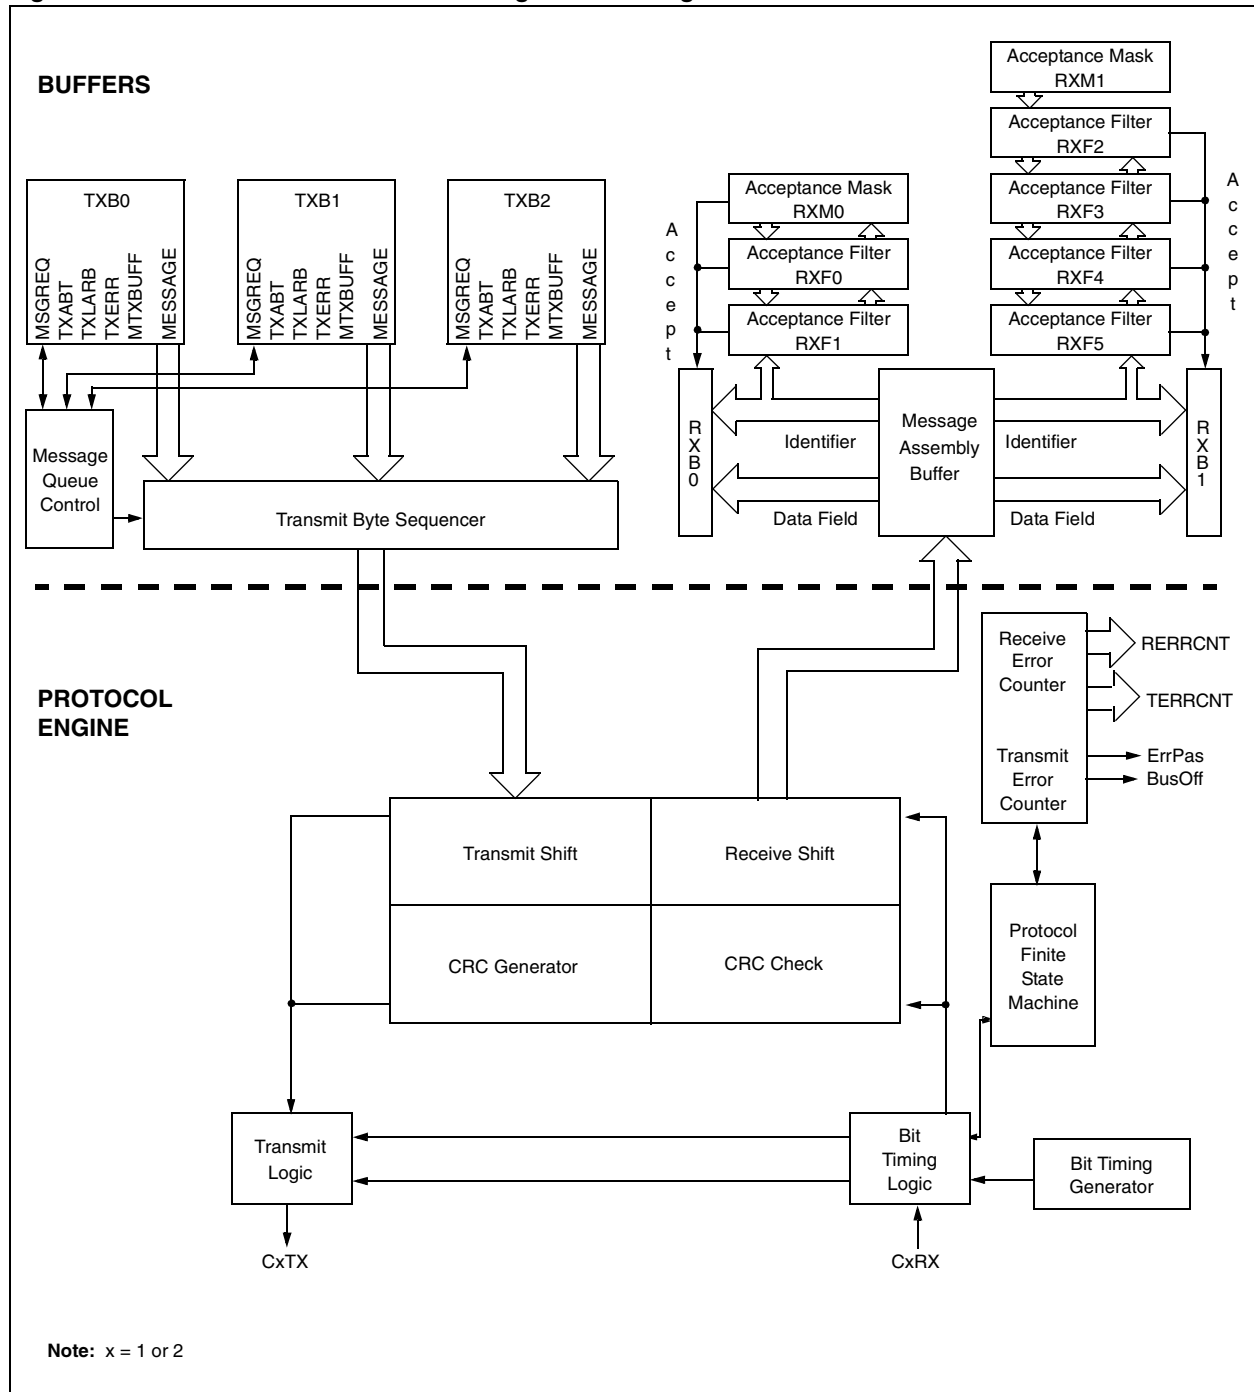 BUFFERS
Acceptance Mask
RXM1
Acceptance Filter
RXF2
Acceptance Filter
RXF3
Acceptance Filter
RXF4
Acceptance Filter
RXF5
Accept
Acceptance Mask
RXM0
Acceptance Filter
RXF0
Acceptance Filter
RXF1
Accept
TXB0
MSGREQ
TXABT
TXLARB
TXERR
MTXBUFF
MESSAGE
TXB1
MSGREQ
TXABT
TXLARB
TXERR
MTXBUFF
MESSAGE
TXB2
MSGREQ
TXABT
TXLARB
TXERR
MTXBUFF
MESSAGE
Message
Queue
Control
Transmit Byte Sequencer
RXB0
Identifier
Data Field
Message
Assembly
Buffer
Identifier
Data Field
RXB1
PROTOCOL
ENGINE
Receive
Error
Counter
Transmit
Error
Counter
RERRCNT
TERRCNT
ErrPas
BusOff
Transmit Shift
Receive Shift
CRC Generator
CRC Check
Protocol
Finite
State
Machine
Transmit
Logic
Bit
Timing
Logic
Bit Timing
Generator
CxTX
CxRX
Note: x = 1 or 2